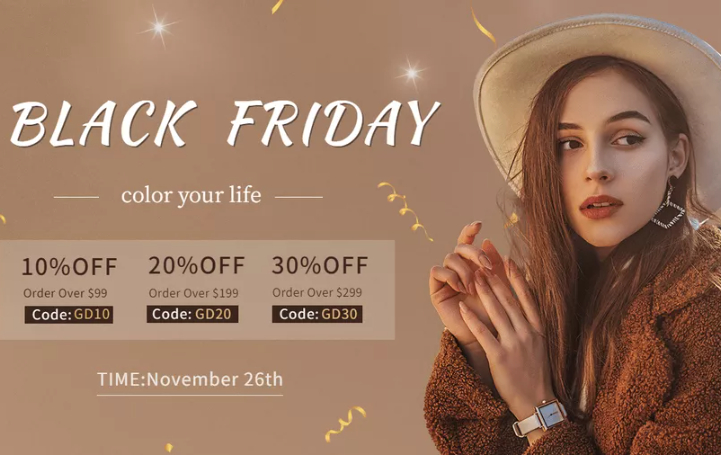 BLACK FRIDAY
color your life
10%OFF 20%OFF 30%OFF
Order Over $99 Order Over $199 Order Over $299
Code:GD10 Code:GD20 Code:GD30
TIME:November 26th